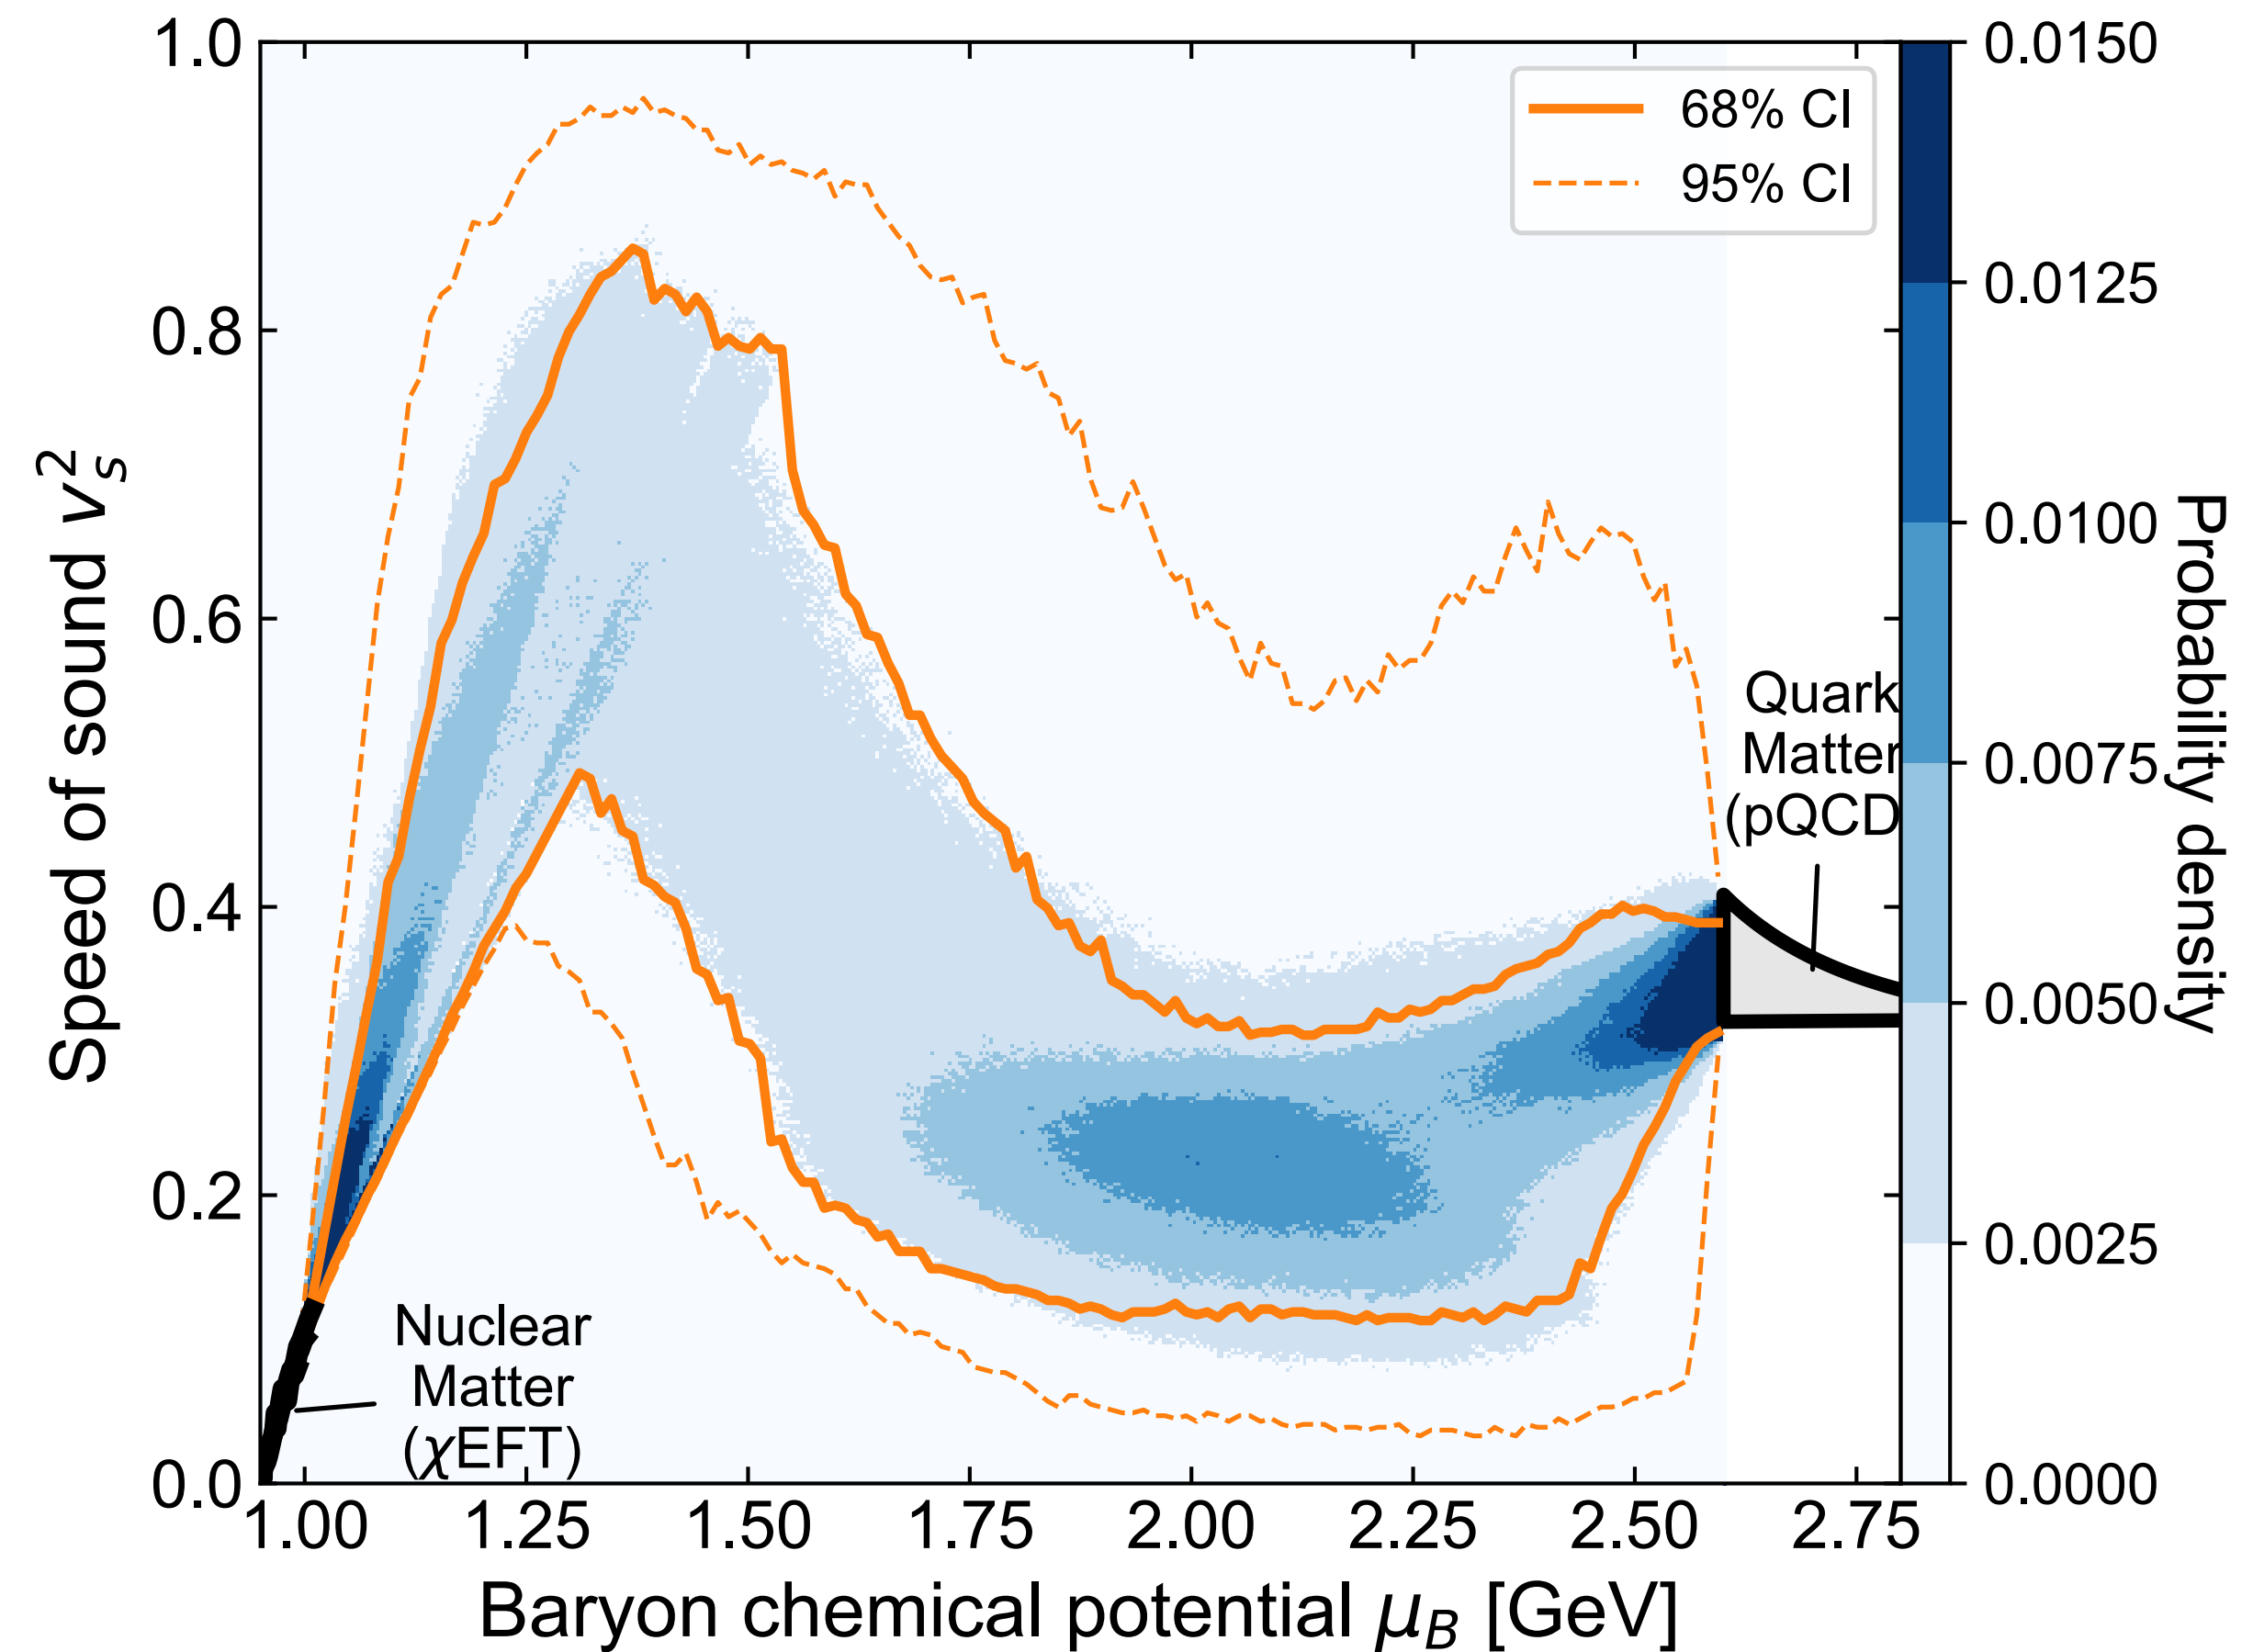 1.0
0.8
0.6
0.4
0.2
0.0
Speed of sound v_s^2
1.00 1.25 1.50 1.75 2.00 2.25 2.50 2.75
Baryon chemical potential μ_B [GeV]
68% CI
95% CI
Nuclear
Matter
(χEFT)
Quark
Matter
(pQCD
0.0150
0.0125
0.0100
0.0075
0.0050
0.0025
0.0000
Probability density